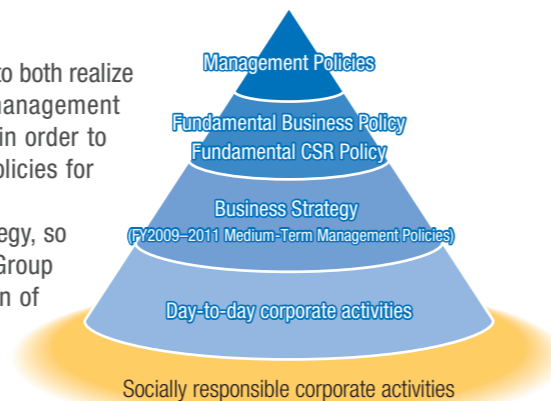 to both realize
management
in order to
olicies for
egy, so
Group
n of
Management Policies
Fundamental Business Policy
Fundamental CSR Policy
Business Strategy
(FY2009–2011 Medium-Term Management Policies)
Day-to-day corporate activities
Socially responsible corporate activities